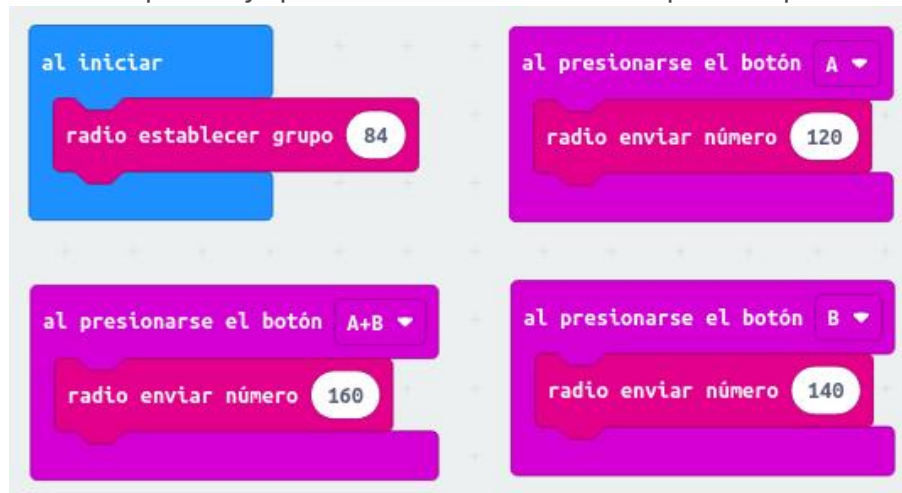 al iniciar
radio establecer grupo 84
al presionarse el botón A
radio enviar número 120
al presionarse el botón A+B
radio enviar número 160
al presionarse el botón B
radio enviar número 140